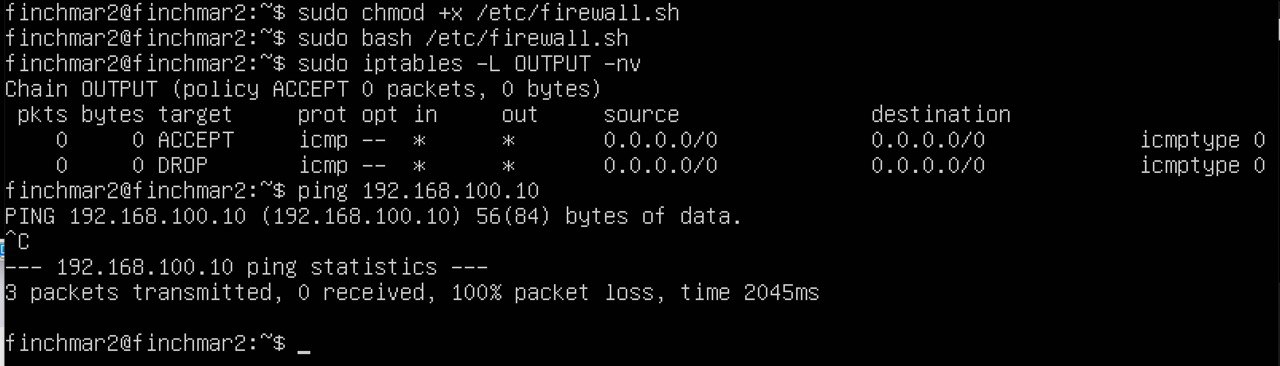 finchmar2@finchmar2:~$ sudo chmod +x /etc/firewall.sh
finchmar2@finchmar2:~$ sudo bash /etc/firewall.sh
finchmar2@finchmar2:~$ sudo iptables -L OUTPUT -nv
Chain OUTPUT (policy ACCEPT 0 packets, 0 bytes)
 pkts bytes target     prot opt in     out     source               destination
    0     0 ACCEPT     icmp --  *      *       0.0.0.0/0            0.0.0.0/0            icmptype 0
    0     0 DROP       icmp --  *      *       0.0.0.0/0            0.0.0.0/0            icmptype 0
finchmar2@finchmar2:~$ ping 192.168.100.10
PING 192.168.100.10 (192.168.100.10) 56(84) bytes of data.
^C
--- 192.168.100.10 ping statistics ---
3 packets transmitted, 0 received, 100% packet loss, time 2045ms
finchmar2@finchmar2:~$ _